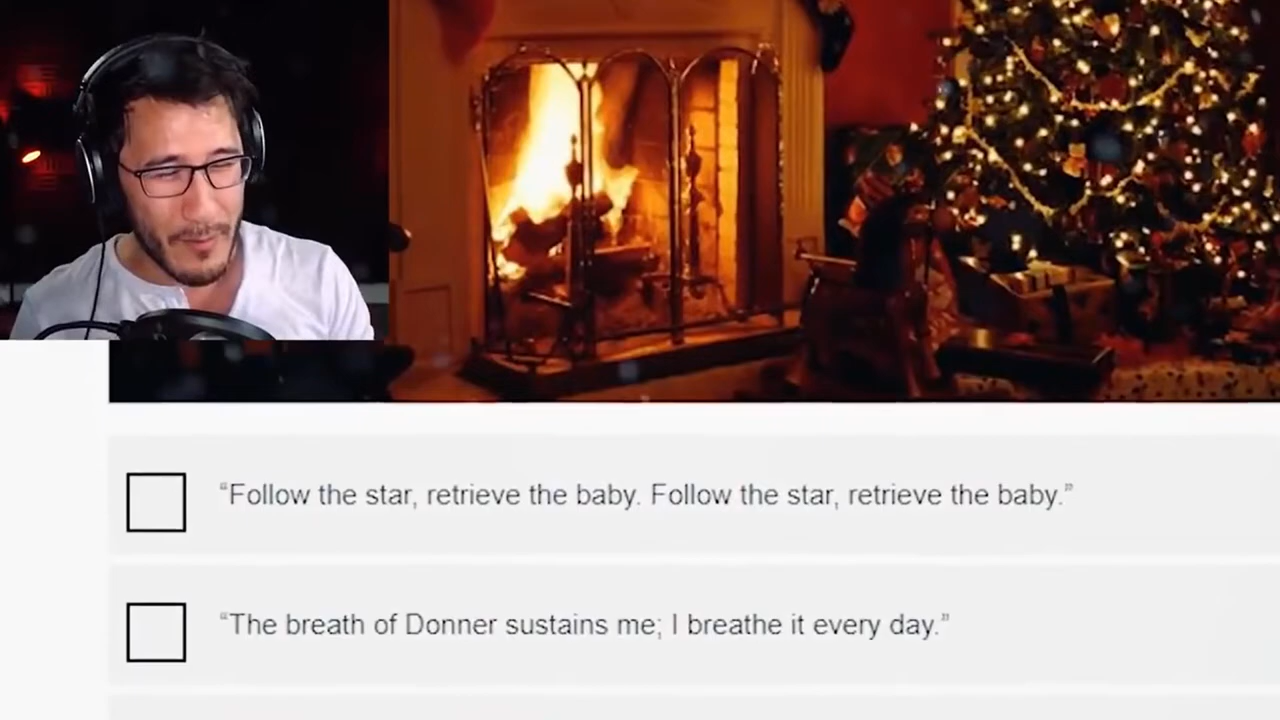 “Follow the star, retrieve the baby. Follow the star, retrieve the baby.”
“The breath of Donner sustains me; I breathe it every day.”